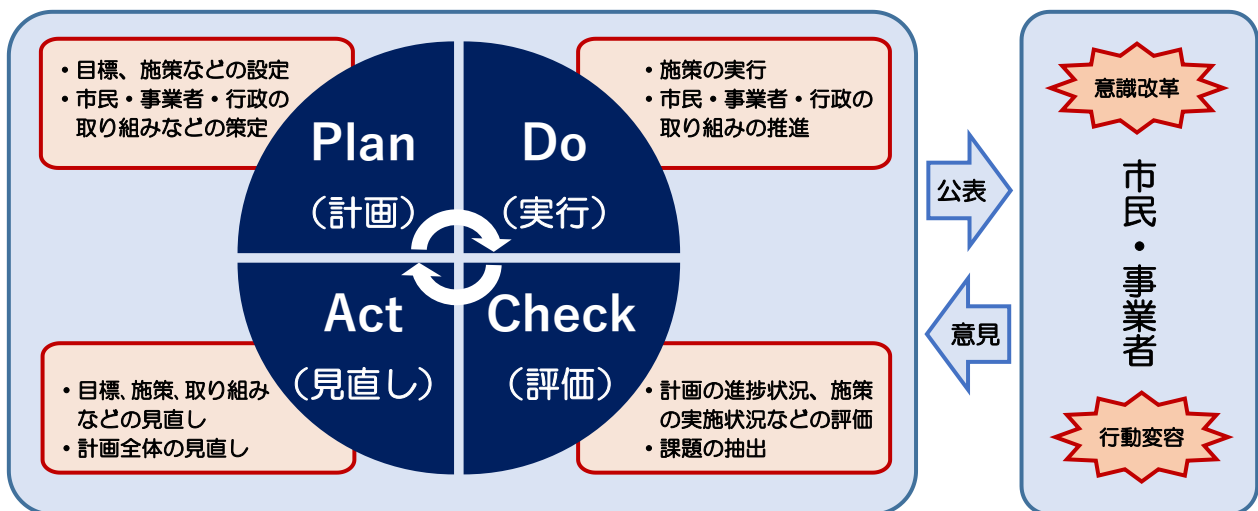 ・目標、施策などの設定
・市民・事業者・行政の
取り組みなどの策定
Plan
（計画）
・施策の実行
・市民・事業者・行政の
取り組みの推進
Do
（実行）
Act
（見直し）
・目標、施策、取り組み
などの見直し
・計画全体の見直し
Check
（評価）
・計画の進捗状況、施策
の実施状況などの評価
・課題の抽出
公表
意見
意識改革
市民・事業者
行動変容